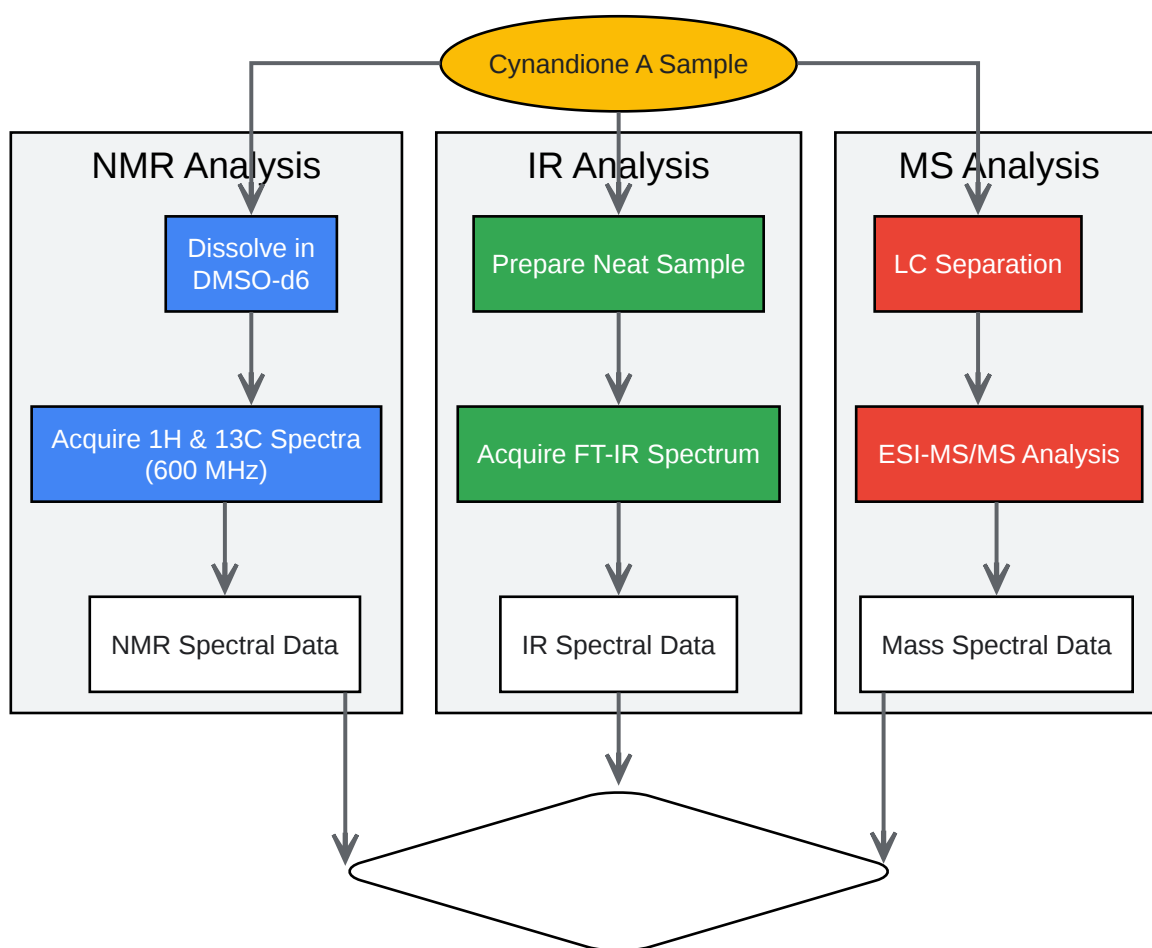 Cynandione A Sample
NMR Analysis
Dissolve in
DMSO-d6
Acquire 1H & 13C Spectra
(600 MHz)
NMR Spectral Data
IR Analysis
Prepare Neat Sample
Acquire FT-IR Spectrum
IR Spectral Data
MS Analysis
LC Separation
ESI-MS/MS Analysis
Mass Spectral Data